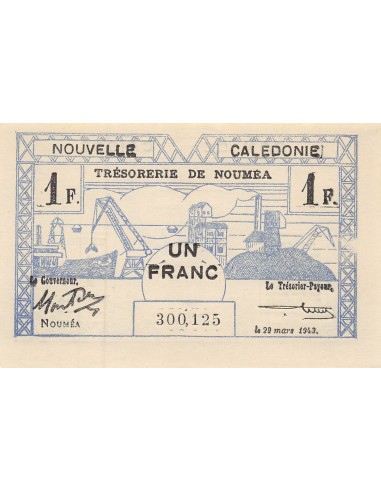 NOUVELLE CALEDONIE
1 F. TRÉSORERIE DE NOUMÉA 1 F.
UN
FRANC
Le Gouverneur,
Le Trésorier-Payeur,
NOUMÉA
300,125
le 29 mars 1943.